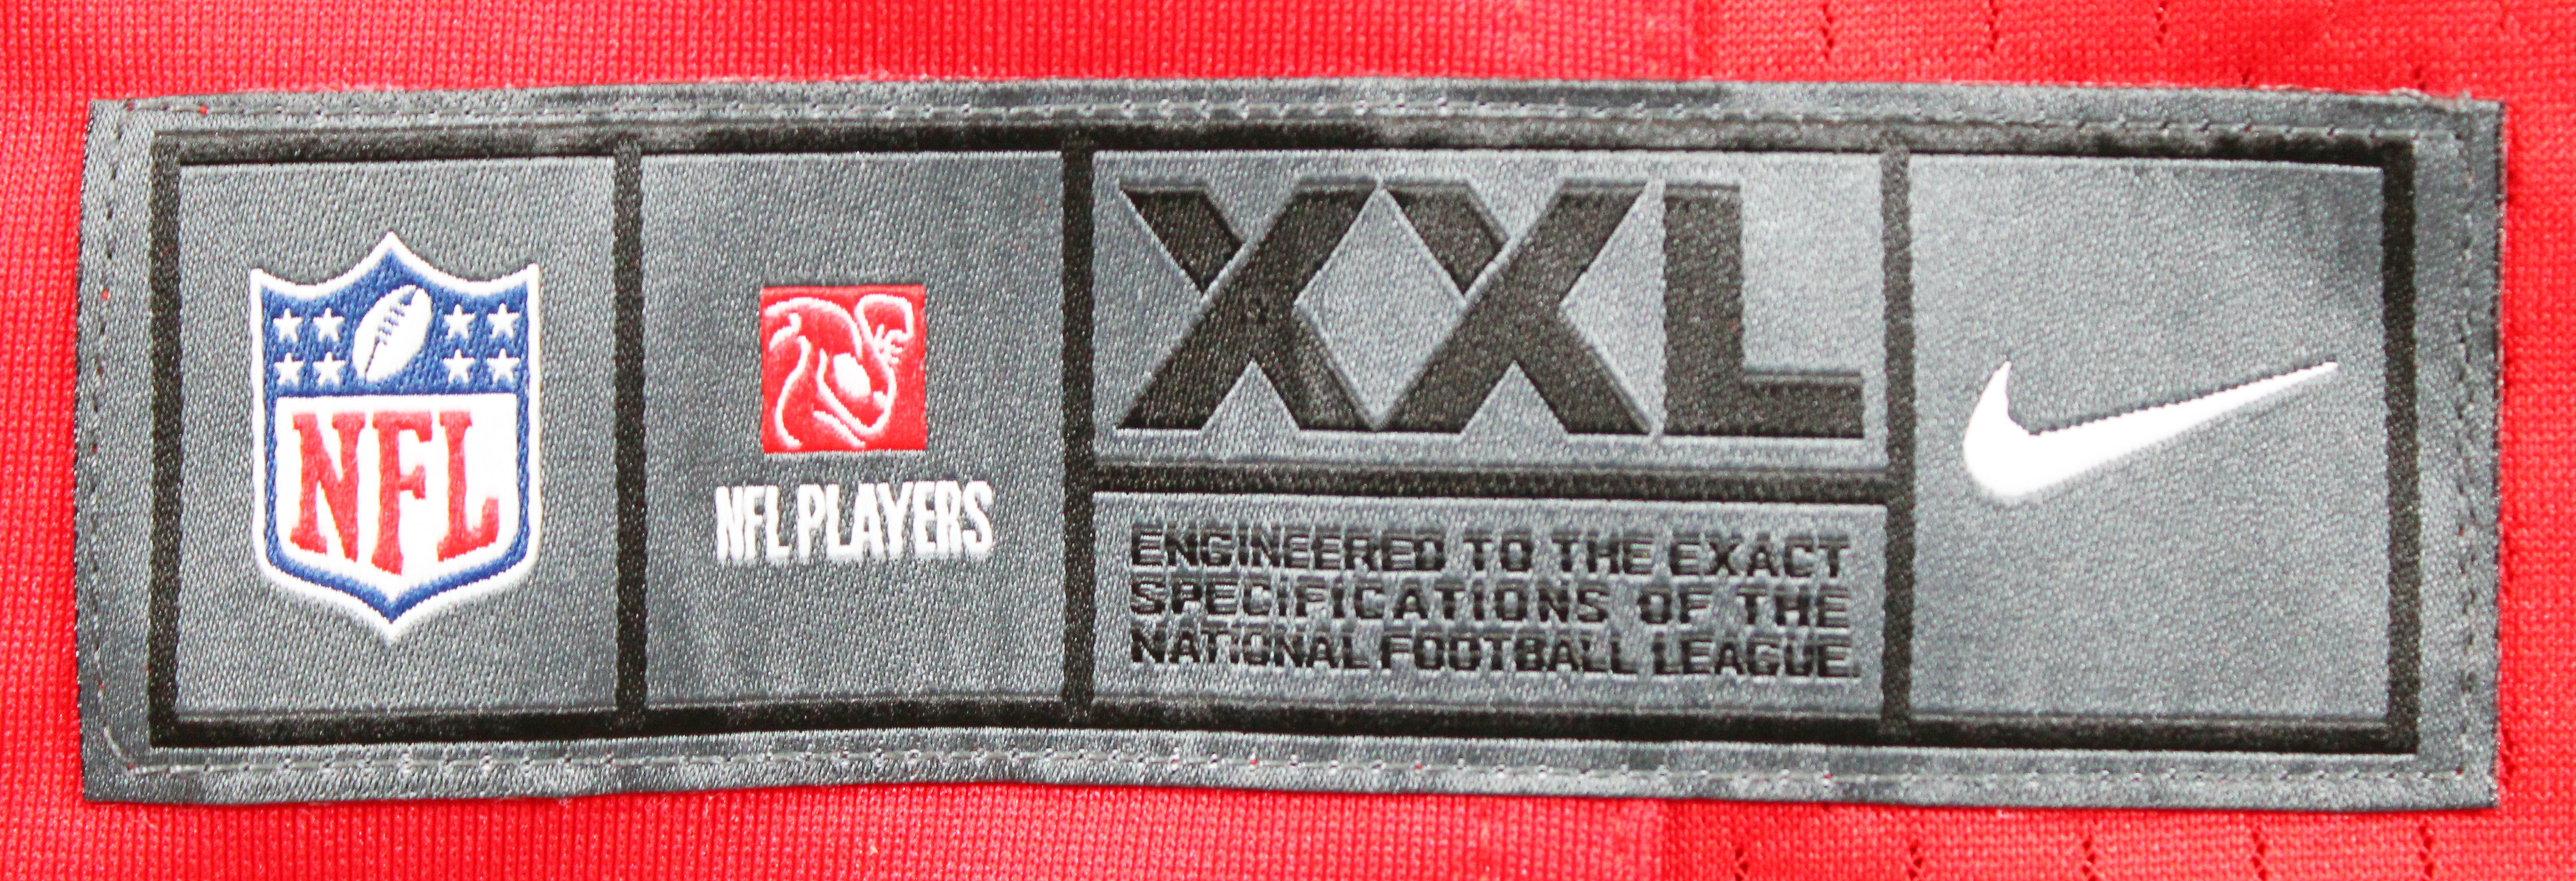 NFL
NFL PLAYERS
XXL
ENGINEERED TO THE EXACT
SPECIFICATIONS OF THE
NATIONAL FOOTBALL LEAGUE.